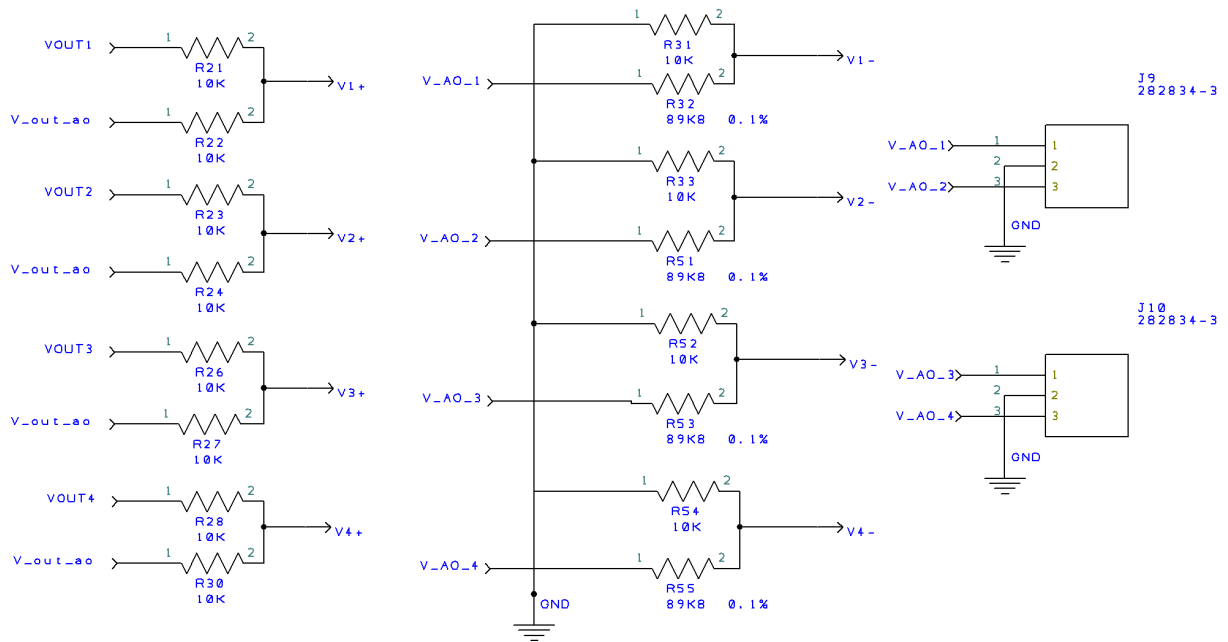 VOUT1
1
2
R21
10K
V1+
V_out_ao
1
2
R22
10K
VOUT2
1
2
R23
10K
V2+
V_out_ao
1
2
R24
10K
VOUT3
1
2
R26
10K
V3+
V_out_ao
1
2
R27
10K
VOUT4
1
2
R28
10K
V4+
V_out_ao
1
2
R30
10K
1
2
R31
10K
V1-
V_AO_1
1
2
R32
89K8 0.1%
1
2
R33
10K
V2-
V_AO_2
1
2
R51
89K8 0.1%
1
2
R52
10K
V3-
V_AO_3
1
2
R53
89K8 0.1%
1
2
R54
10K
V4-
V_AO_4
1
2
R55
89K8 0.1%
GND
J9
282834-3
V_AO_1
1
1
2
2
V_AO_2
3
3
GND
J10
282834-3
V_AO_3
1
1
2
2
V_AO_4
3
3
GND